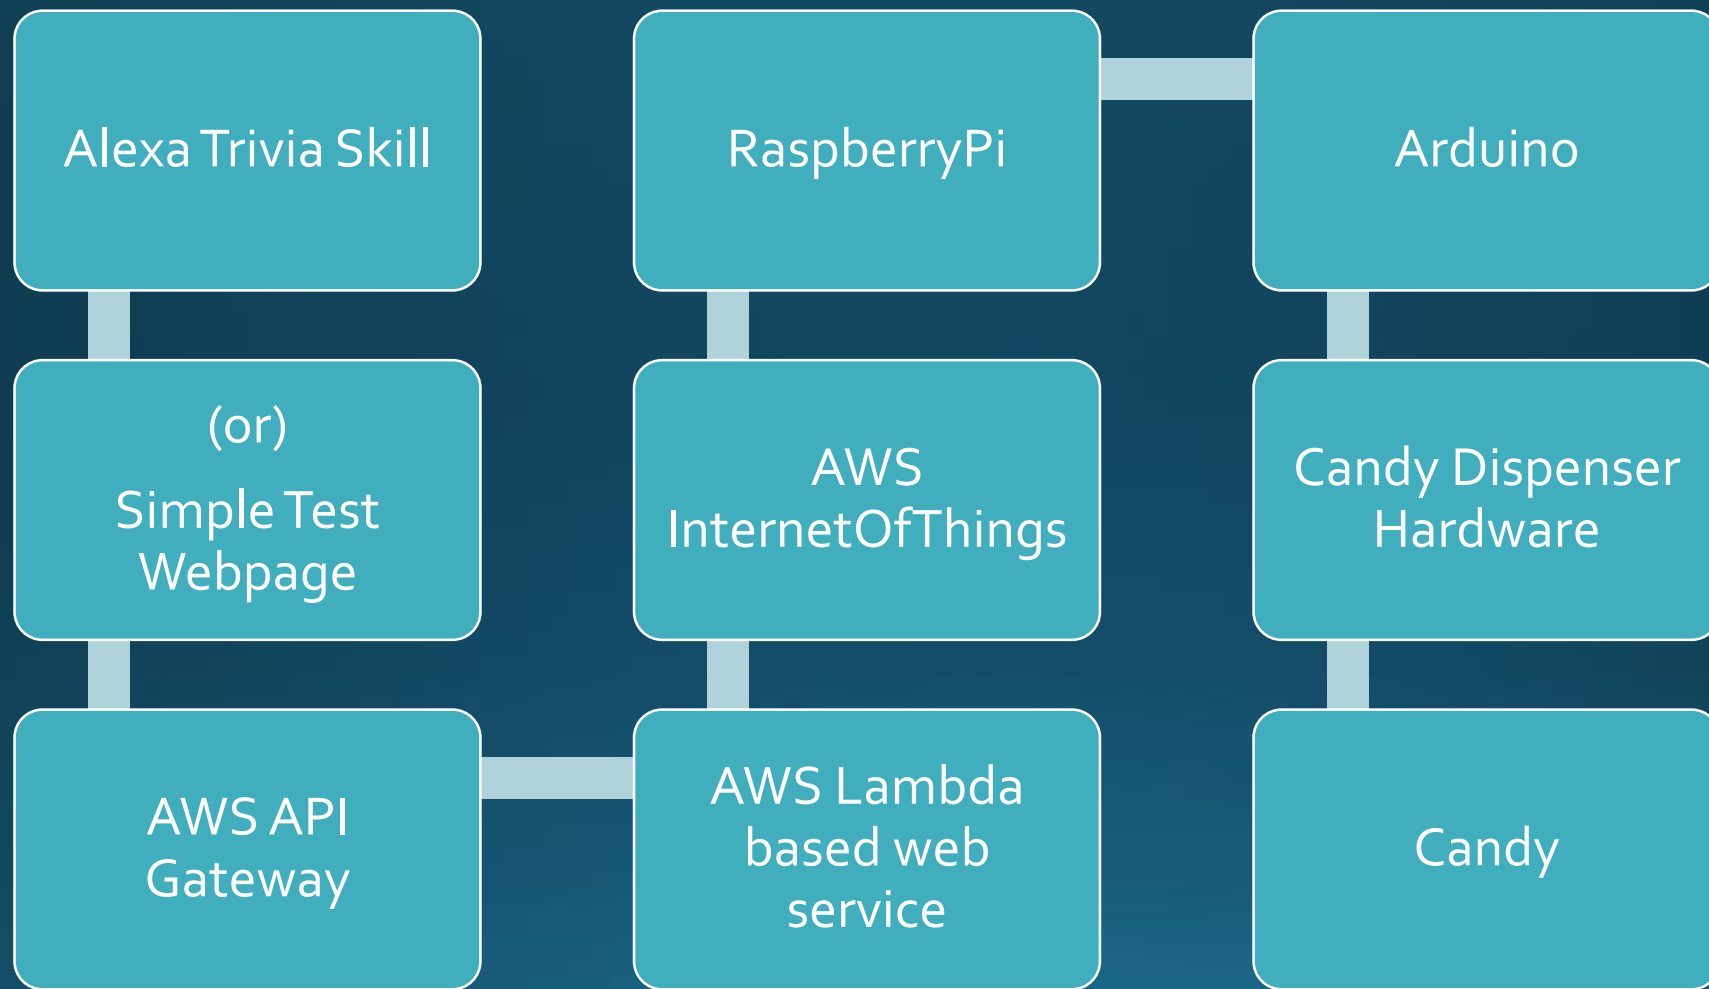 Alexa Trivia Skill
(or)
Simple Test
Webpage
AWS API
Gateway
AWS Lambda
based web
service
AWS
InternetOfThings
RaspberryPi
Arduino
Candy Dispenser
Hardware
Candy